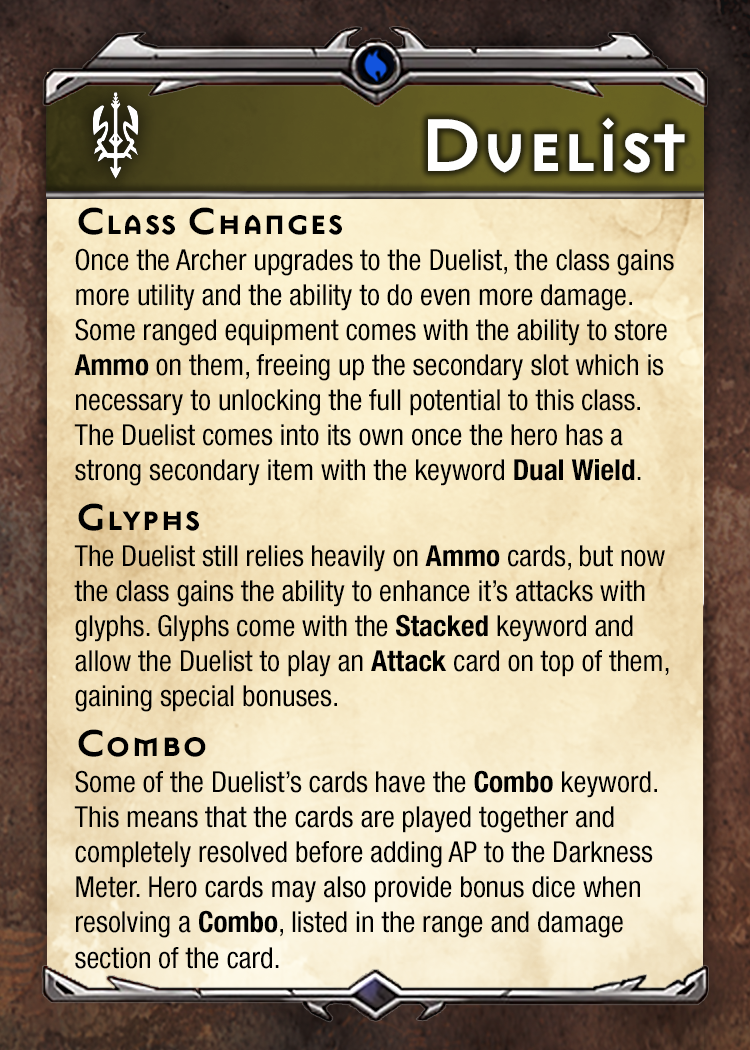 Duelist
Class Changes
Once the Archer upgrades to the Duelist, the class gains
more utility and the ability to do even more damage.
Some ranged equipment comes with the ability to store
Ammo on them, freeing up the secondary slot which is
necessary to unlocking the full potential to this class.
The Duelist comes into its own once the hero has a
strong secondary item with the keyword Dual Wield.
Glyphs
The Duelist still relies heavily on Ammo cards, but now
the class gains the ability to enhance it’s attacks with
glyphs. Glyphs come with the Stacked keyword and
allow the Duelist to play an Attack card on top of them,
gaining special bonuses.
Combo
Some of the Duelist’s cards have the Combo keyword.
This means that the cards are played together and
completely resolved before adding AP to the Darkness
Meter. Hero cards may also provide bonus dice when
resolving a Combo, listed in the range and damage
section of the card.